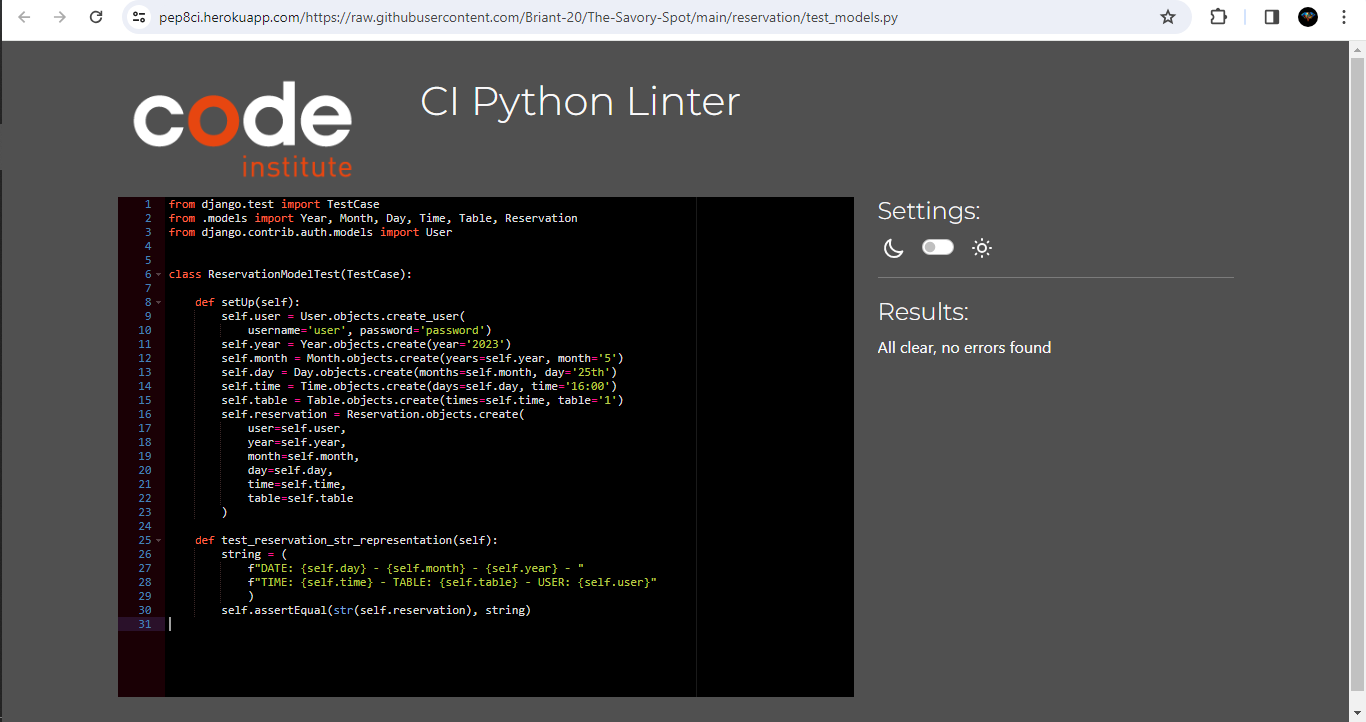 pep8ci.herokuapp.com/https://raw.githubusercontent.com/Briant-20/The-Savory-Spot/main/reservation/test_models.py
code
institute
CI Python Linter
1 from django.test import TestCase
2 from .models import Year, Month, Day, Time, Table, Reservation
3 from django.contrib.auth.models import User
4
5
6 class ReservationModelTest(TestCase):
7
8     def setUp(self):
9         self.user = User.objects.create_user(
10             username='user', password='password')
11         self.year = Year.objects.create(year='2023')
12         self.month = Month.objects.create(years=self.year, month='5')
13         self.day = Day.objects.create(months=self.month, day='25th')
14         self.time = Time.objects.create(days=self.day, time='16:00')
15         self.table = Table.objects.create(times=self.time, table='1')
16         self.reservation = Reservation.objects.create(
17             user=self.user,
18             year=self.year,
19             month=self.month,
20             day=self.day,
21             time=self.time,
22             table=self.table
23         )
24
25     def test_reservation_str_representation(self):
26         string = (
27             f"DATE: {self.day} - {self.month} - {self.year} - "
28             f"TIME: {self.time} - TABLE: {self.table} - USER: {self.user}"
29             )
30         self.assertEqual(str(self.reservation), string)
31
Settings:
Results:
All clear, no errors found